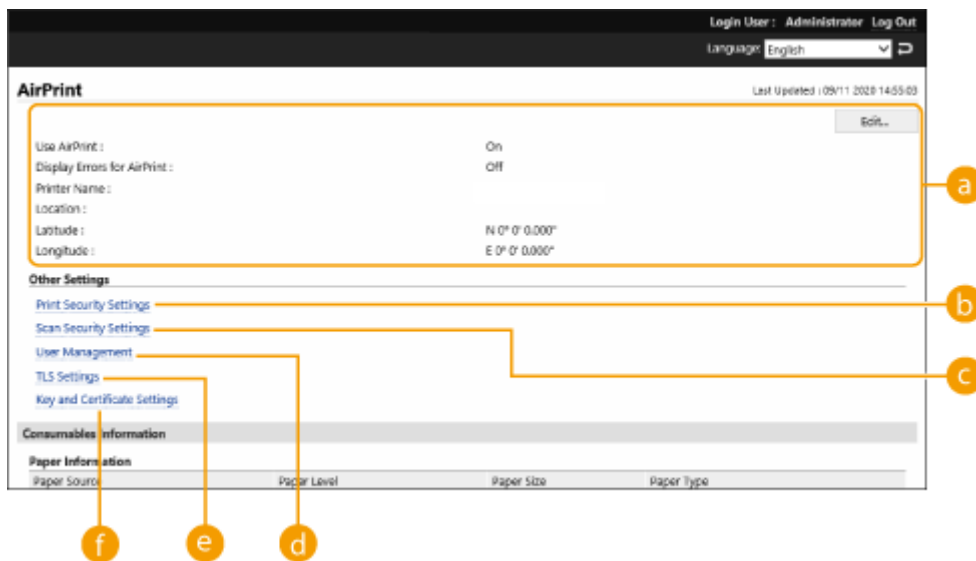 Login User : Administrator Log Out
Language: English
AirPrint
Last Updated : 09/11 2020 14:55:03
Edit...
Use AirPrint : On
Display Errors for AirPrint : Off
Printer Name :
Location :
Latitude : N 0° 0' 0.000"
Longitude : E 0° 0' 0.000"
a
Other Settings
Print Security Settings
b
Scan Security Settings
User Management
TLS Settings
c
Key and Certificate Settings
Consumables Information
Paper Information
Paper Source Paper Level Paper Size Paper Type
f e d